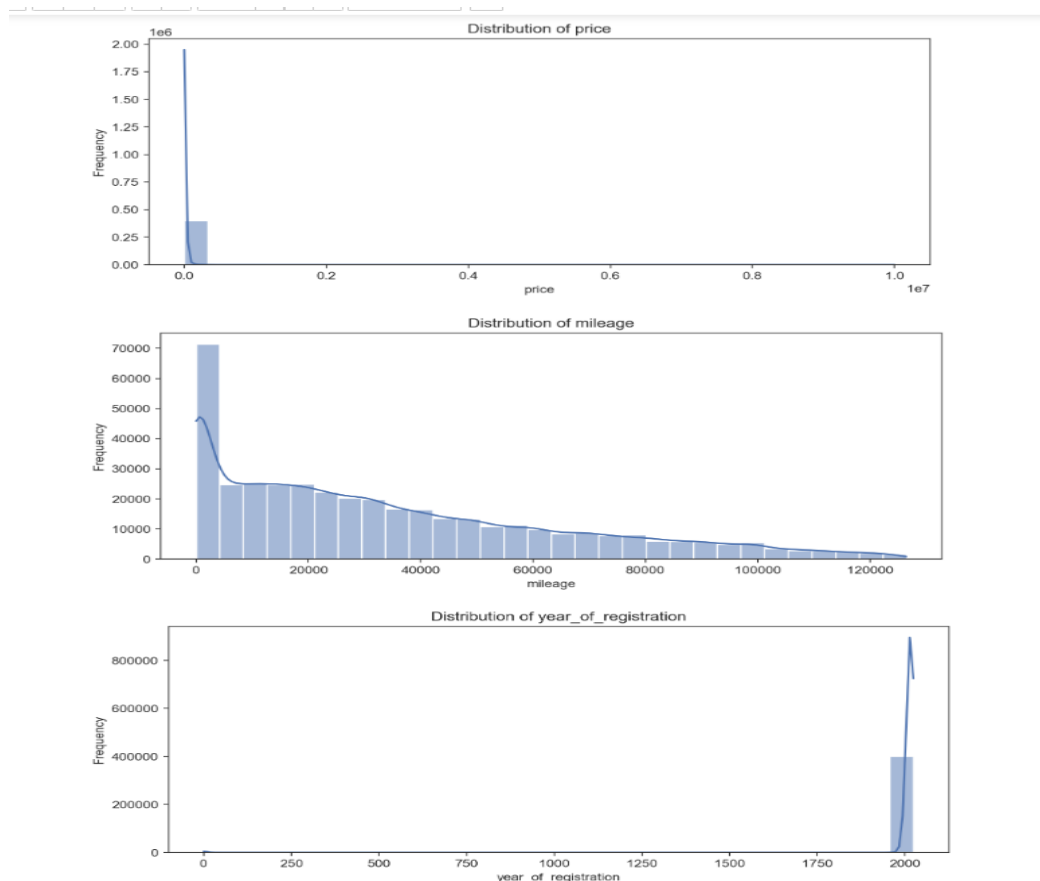 Distribution of price
1e6
2.00
1.75
1.50
1.25
1.00
0.75
0.50
0.25
0.00
Frequency
0.0 0.2 0.4 0.6 0.8 1.0
1e7
price
Distribution of mileage
70000
60000
50000
40000
30000
20000
10000
0
Frequency
0 20000 40000 60000 80000 100000 120000
mileage
Distribution of year_of_registration
800000
600000
400000
200000
0
Frequency
0 250 500 750 1000 1250 1500 1750 2000
year_of_registration